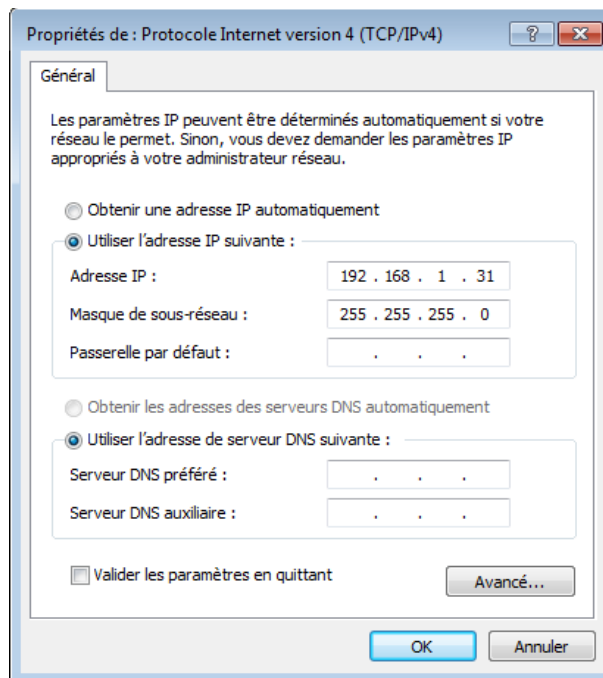 Propriétés de : Protocole Internet version 4 (TCP/IPv4)
Général
Les paramètres IP peuvent être déterminés automatiquement si votre
réseau le permet. Sinon, vous devez demander les paramètres IP
appropriés à votre administrateur réseau.
Obtenir une adresse IP automatiquement
Utiliser l'adresse IP suivante :
Adresse IP : 192 . 168 . 1 . 31
Masque de sous-réseau : 255 . 255 . 255 . 0
Passerelle par défaut : . . .
Obtenir les adresses des serveurs DNS automatiquement
Utiliser l'adresse de serveur DNS suivante :
Serveur DNS préféré : . . .
Serveur DNS auxiliaire : . . .
Valider les paramètres en quittant
Avancé...
OK Annuler